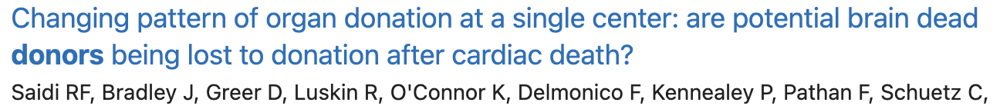 Changing pattern of organ donation at a single center: are potential brain dead
donors being lost to donation after cardiac death?
Saidi RF, Bradley J, Greer D, Luskin R, O'Connor K, Delmonico F, Kennealey P, Pathan F, Schuetz C,